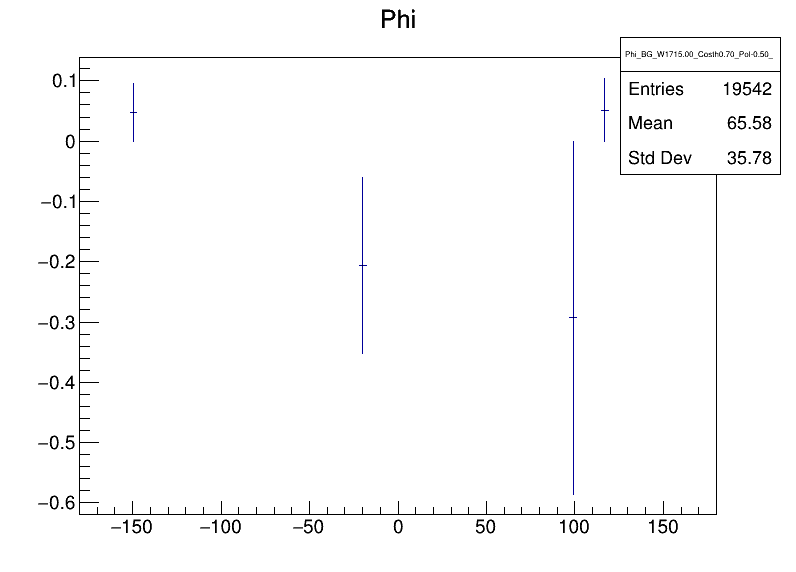 Phi
Phi_BG_W1715.00_Costh0.70_Pol-0.50_
Entries 19542
Mean 65.58
Std Dev 35.78
0.1
0
−0.1
−0.2
−0.3
−0.4
−0.5
−0.6
−150 −100 −50 0 50 100 150